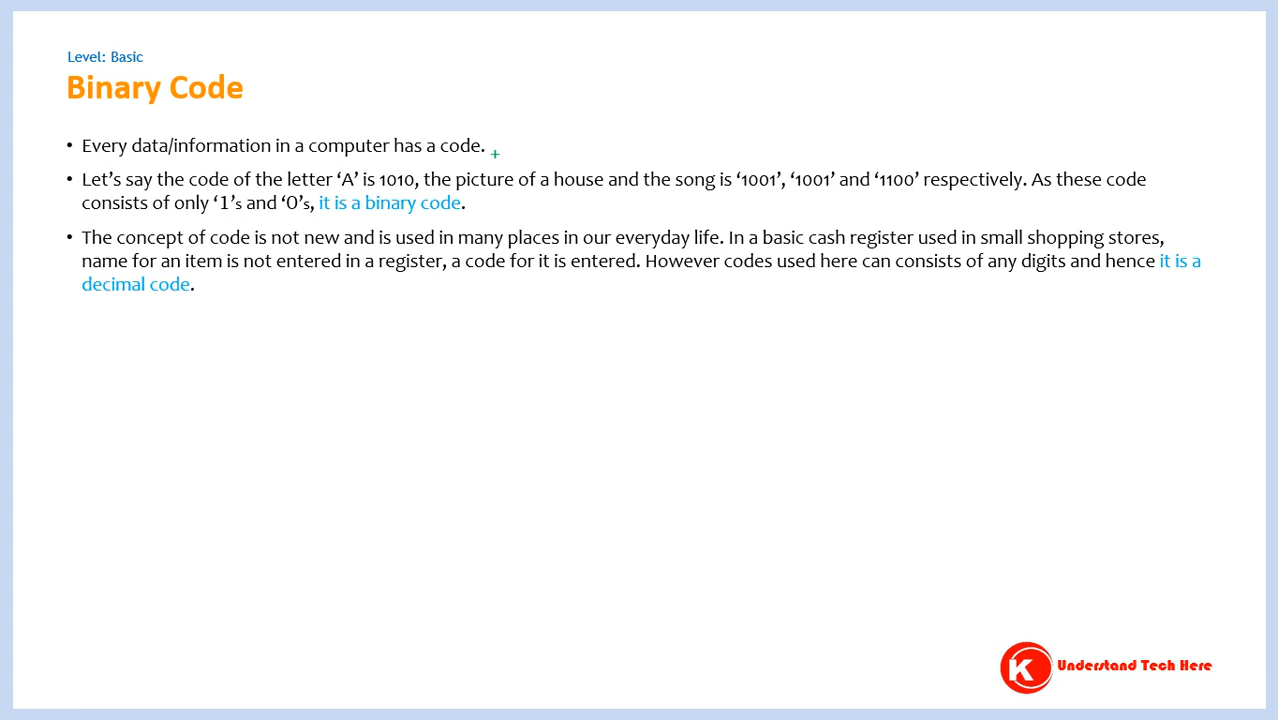 Level: Basic
Binary Code
• Every data/information in a computer has a code.
• Let's say the code of the letter ‘A’ is 1010, the picture of a house and the song is ‘1001’, ‘1001’ and ‘1100’ respectively. As these code
consists of only ‘1’s and ‘0’s, it is a binary code.
• The concept of code is not new and is used in many places in our everyday life. In a basic cash register used in small shopping stores,
name for an item is not entered in a register, a code for it is entered. However codes used here can consists of any digits and hence it is a
decimal code.
K Understand Tech Here